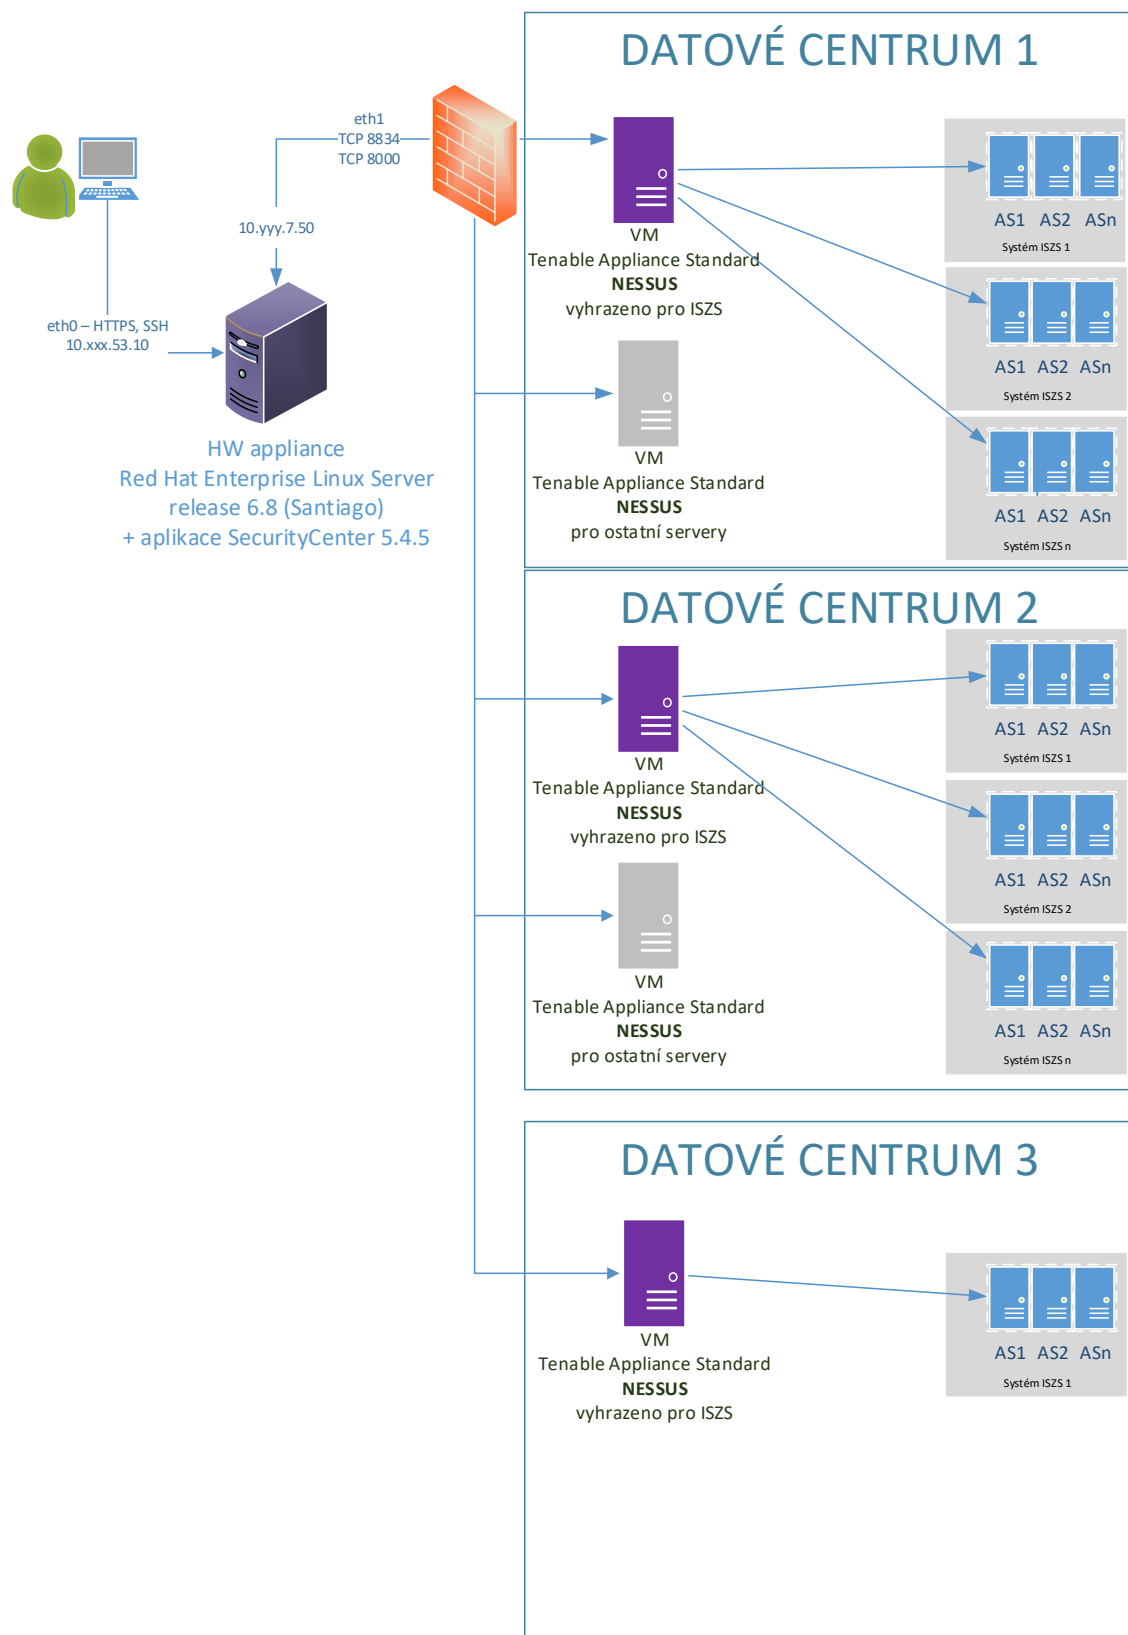 DATOVÉ CENTRUM 1
eth1
TCP 8834
TCP 8000
10.yyy.7.50
eth0 – HTTPS, SSH
10.xxx.53.10
HW appliance
Red Hat Enterprise Linux Server
release 6.8 (Santiago)
+ aplikace SecurityCenter 5.4.5
VM
Tenable Appliance Standard
NESSUS
vyhrazeno pro ISZS
VM
Tenable Appliance Standard
NESSUS
pro ostatní servery
AS1 AS2 ASn
Systém ISZS 1
AS1 AS2 ASn
Systém ISZS 2
AS1 AS2 ASn
Systém ISZS n
DATOVÉ CENTRUM 2
VM
Tenable Appliance Standard
NESSUS
vyhrazeno pro ISZS
VM
Tenable Appliance Standard
NESSUS
pro ostatní servery
AS1 AS2 ASn
Systém ISZS 1
AS1 AS2 ASn
Systém ISZS 2
AS1 AS2 ASn
Systém ISZS n
DATOVÉ CENTRUM 3
VM
Tenable Appliance Standard
NESSUS
vyhrazeno pro ISZS
AS1 AS2 ASn
Systém ISZS 1